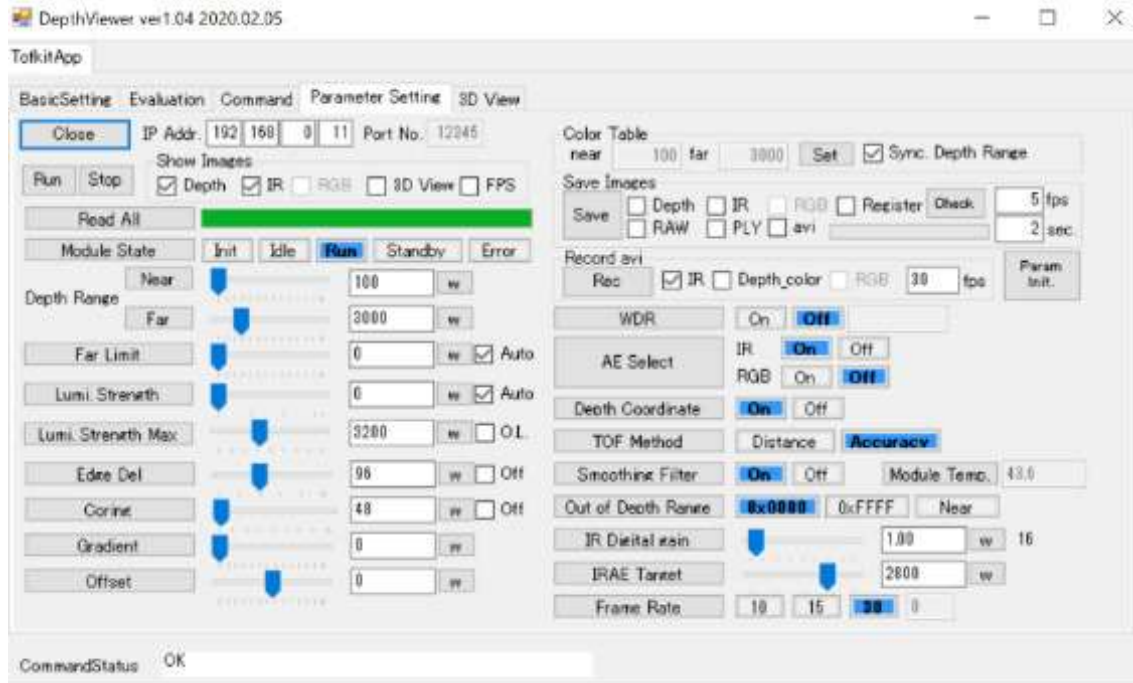 DepthViewer ver1.04 2020.02.05
TofkitApp
BasicSetting Evaluation Command Parameter Setting 3D View
Close IP Addr. 192 168 0 11 Port No. 12345
Show Images
Run Stop Depth IR RGB 3D View FPS
Read All
Module State Init Idle Run Standby Error
Depth Range
Near 100 w
Far 3000 w
Far Limit 0 w Auto
Lumi. Strength 0 w Auto
Lumi. Strength Max 3200 w O.L.
Edge Del 96 w Off
Coring 48 w Off
Gradient 0 w
Offset 0 w
Color Table
near 100 far 3000 Set Sync. Depth Range
Save Images
Save Depth IR RGB Register Check 5 fps
RAW PLY avi 2 sec
Record avi
Rec IR Depth_color RGB 30 fps
Param Init.
WDR On Off
AE Select
IR On Off
RGB On Off
Depth Coordinate On Off
TOF Method Distance Accuracy
Smoothing Filter On Off Module Temp. 43.0
Out of Depth Range 0x0000 0xFFFF Near
IR Digital gain 1.00 w 16
IRAE Target 2800 w
Frame Rate 10 15 30 0
CommandStatus OK